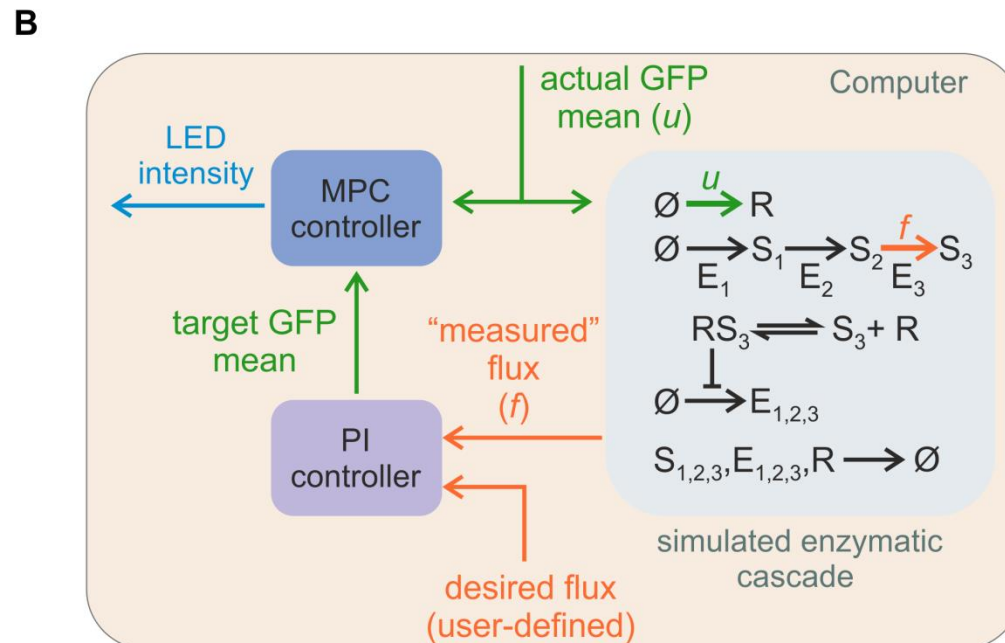 B
Computer
actual GFP
mean (u)
LED
intensity
MPC
controller
u
Ø R
Ø S1 S2 f S3
E1 E2 E3
RS3 S3+ R
Ø E1,2,3
S1,2,3,E1,2,3,R Ø
target GFP
mean
“measured”
flux
(f)
PI
controller
simulated enzymatic
cascade
desired flux
(user-defined)